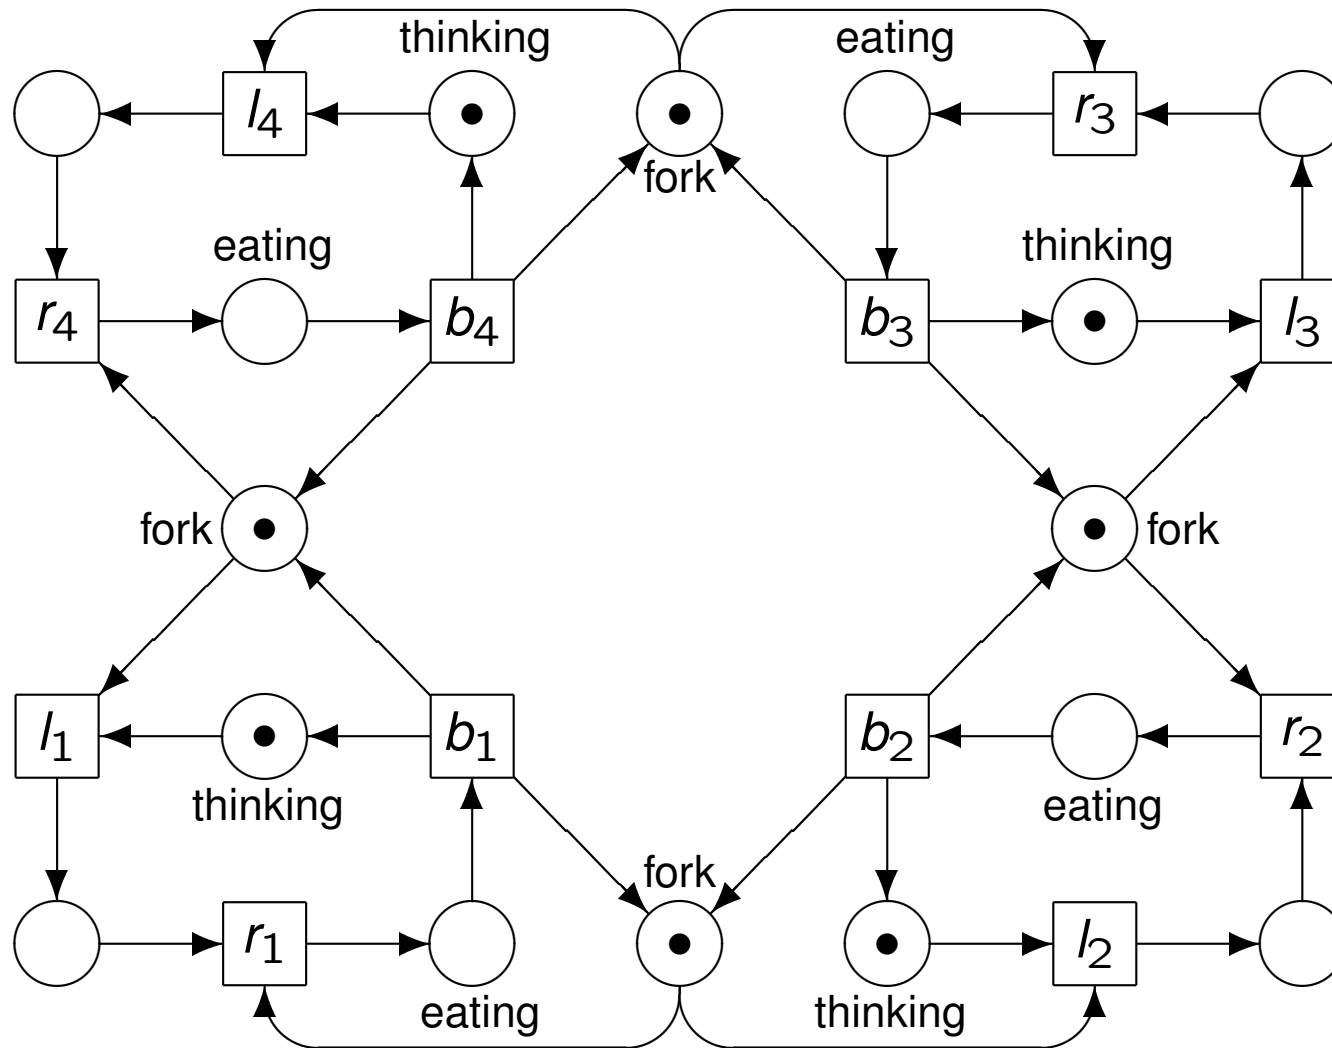 thinking
eating
l4
r3
fork
eating
thinking
r4
b4
b3
l3
fork
fork
l1
b1
b2
r2
thinking
eating
fork
r1
l2
eating
thinking